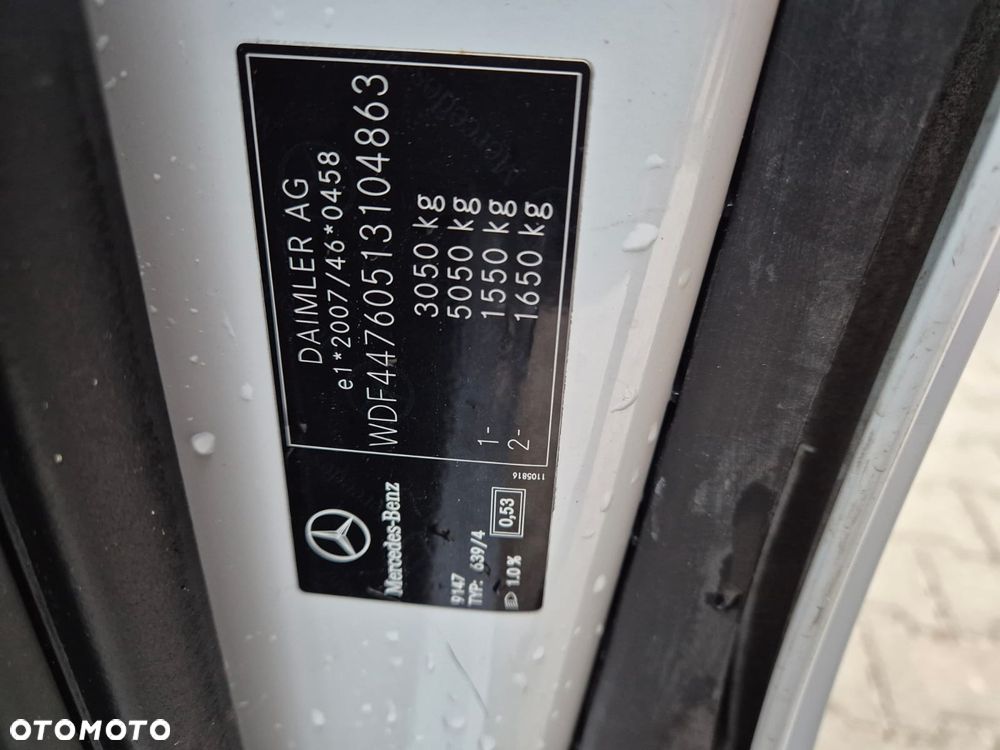 DAIMLER AG
e1*2007/46*0458
WDF44760513104863
3050 kg
5050 kg
1- 1550 kg
2- 1650 kg
Mercedes-Benz
9147
TYP: 639/4
1.0%
0,53
1105816
OTOMOTO